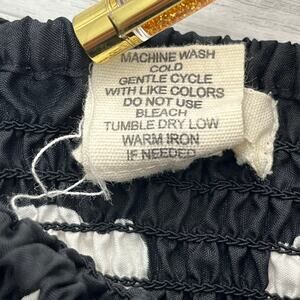 MACHINE WASH
COLD
GENTLE CYCLE
WITH LIKE COLORS
DO NOT USE
BLEACH
TUMBLE DRY LOW
WARM IRON
IF NEEDED